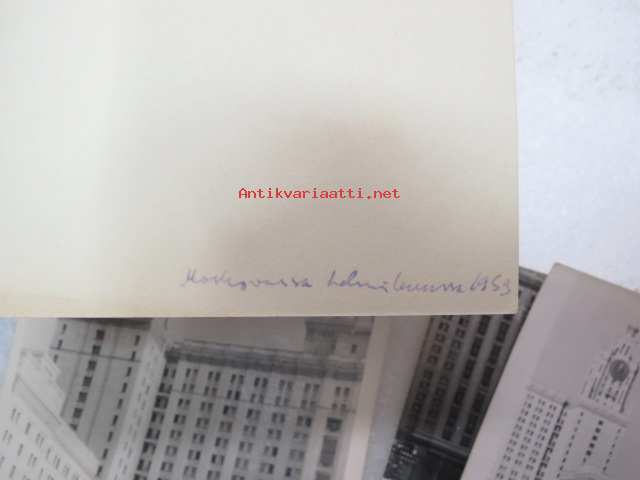 Antikvariaatti.net
Moskovassa helmikuussa 1953